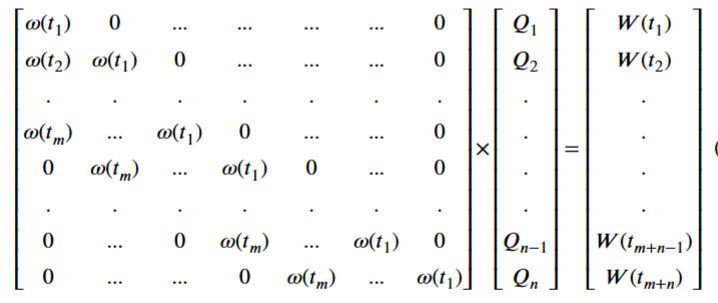 ω(t₁) 0 ... ... ... ... 0 Q₁ W(t₁)
ω(t₂) ω(t₁) 0 ... ... ... 0 Q₂ W(t₂)
. . . . . . . . .
ω(tₘ) ... ω(t₁) 0 ... ... 0 . .
0 ω(tₘ) ... ω(t₁) 0 ... 0 × . = . (
. . . . . . . . .
0 ... 0 ω(tₘ) ... ω(t₁) 0 Qₙ₋₁ W(tₘ₊ₙ₋₁)
0 ... ... 0 ω(tₘ) ... ω(t₁) Qₙ W(tₘ₊ₙ)